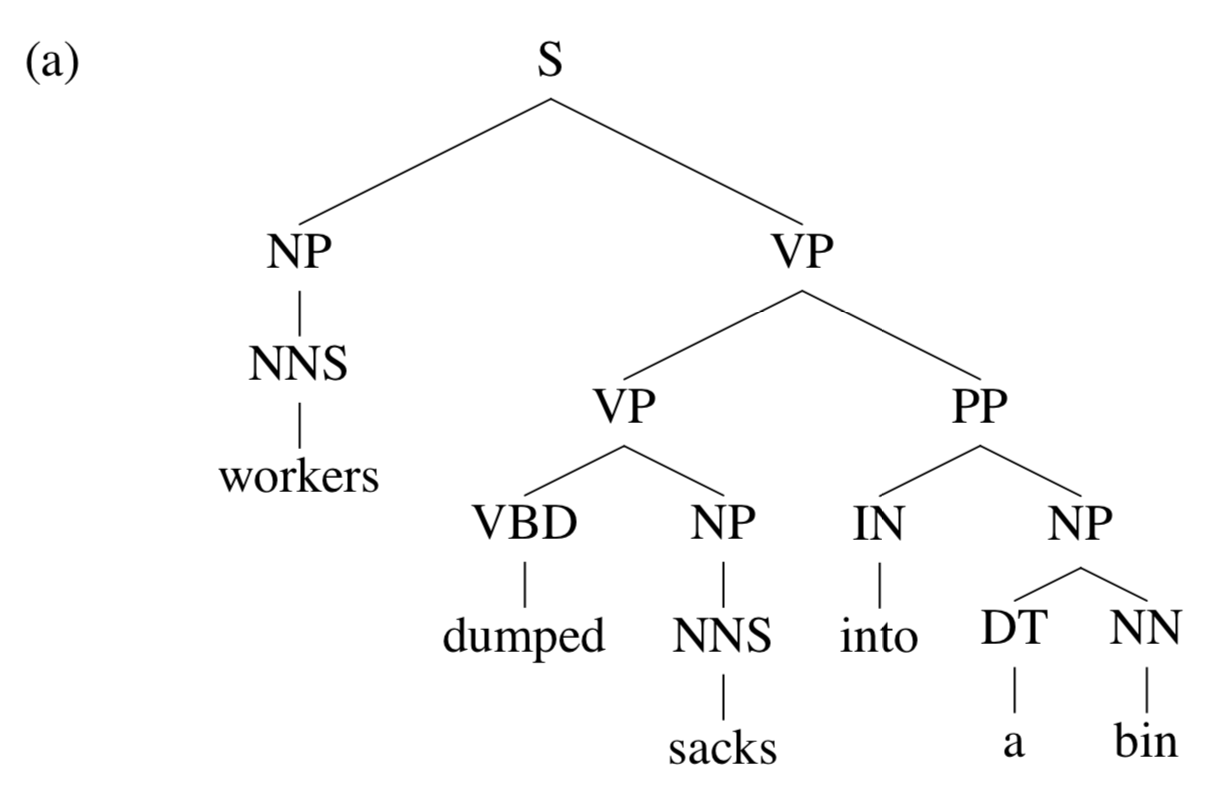 (a) S
NP VP
NNS VP PP
workers VBD NP IN NP
dumped NNS into DT NN
sacks a bin